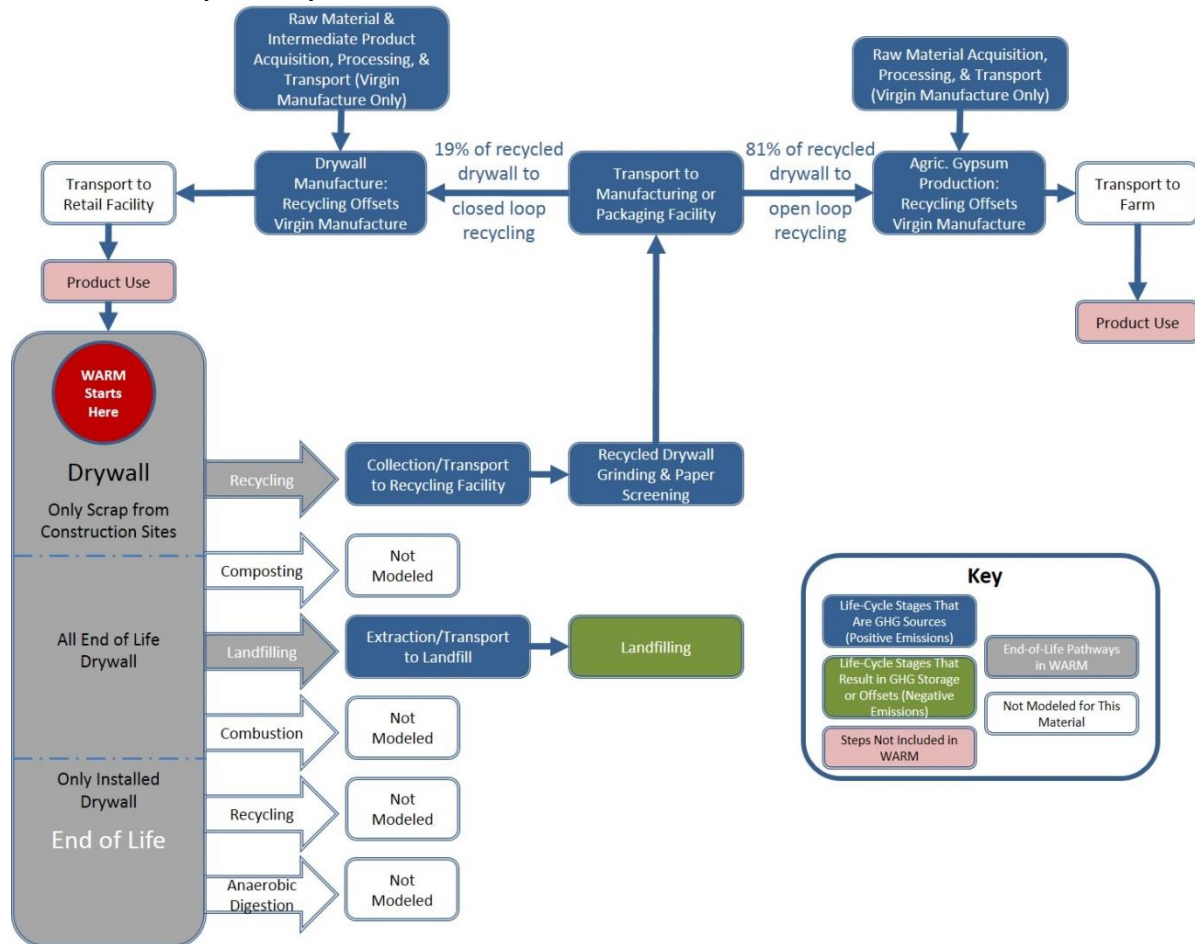 Raw Material &
Intermediate Product
Acquisition, Processing, &
Transport (Virgin
Manufacture Only)
Raw Material Acquisition,
Processing, & Transport
(Virgin Manufacture Only)
Transport to
Retail Facility
Drywall
Manufacture:
Recycling Offsets
Virgin Manufacture
19% of recycled
drywall to
closed loop
recycling
Transport to
Manufacturing or
Packaging Facility
81% of recycled
drywall to
open loop
recycling
Agric. Gypsum
Production:
Recycling Offsets
Virgin Manufacture
Transport to
Farm
Product Use
Product Use
WARM
Starts
Here
Drywall
Only Scrap from
Construction Sites
Recycling
Collection/Transport
to Recycling Facility
Recycled Drywall
Grinding & Paper
Screening
Composting
Not
Modeled
All End of Life
Drywall
Landfilling
Extraction/Transport
to Landfill
Landfilling
Combustion
Not
Modeled
Only Installed
Drywall
End of Life
Recycling
Not
Modeled
Anaerobic
Digestion
Not
Modeled
Key
Life-Cycle Stages That
Are GHG Sources
(Positive Emissions)
Life-Cycle Stages That
Result in GHG Storage
or Offsets (Negative
Emissions)
Steps Not Included in
WARM
End-of-Life Pathways
in WARM
Not Modeled for This
Material